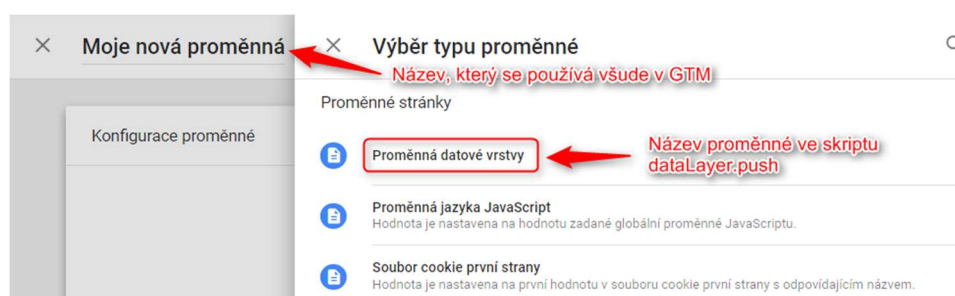 Moje nová proměnná
Výběr typu proměnné
Název, který se používá všude v GTM
Proměnné stránky
Konfigurace proměnné
Proměnná datové vrstvy
Název proměnné ve skriptu
dataLayer.push
Proměnná jazyka JavaScript
Hodnota je nastavena na hodnotu zadané globální proměnné JavaScriptu.
Soubor cookie první strany
Hodnota je nastavena na první hodnotu v souboru cookie první strany s odpovídajícím názvem.